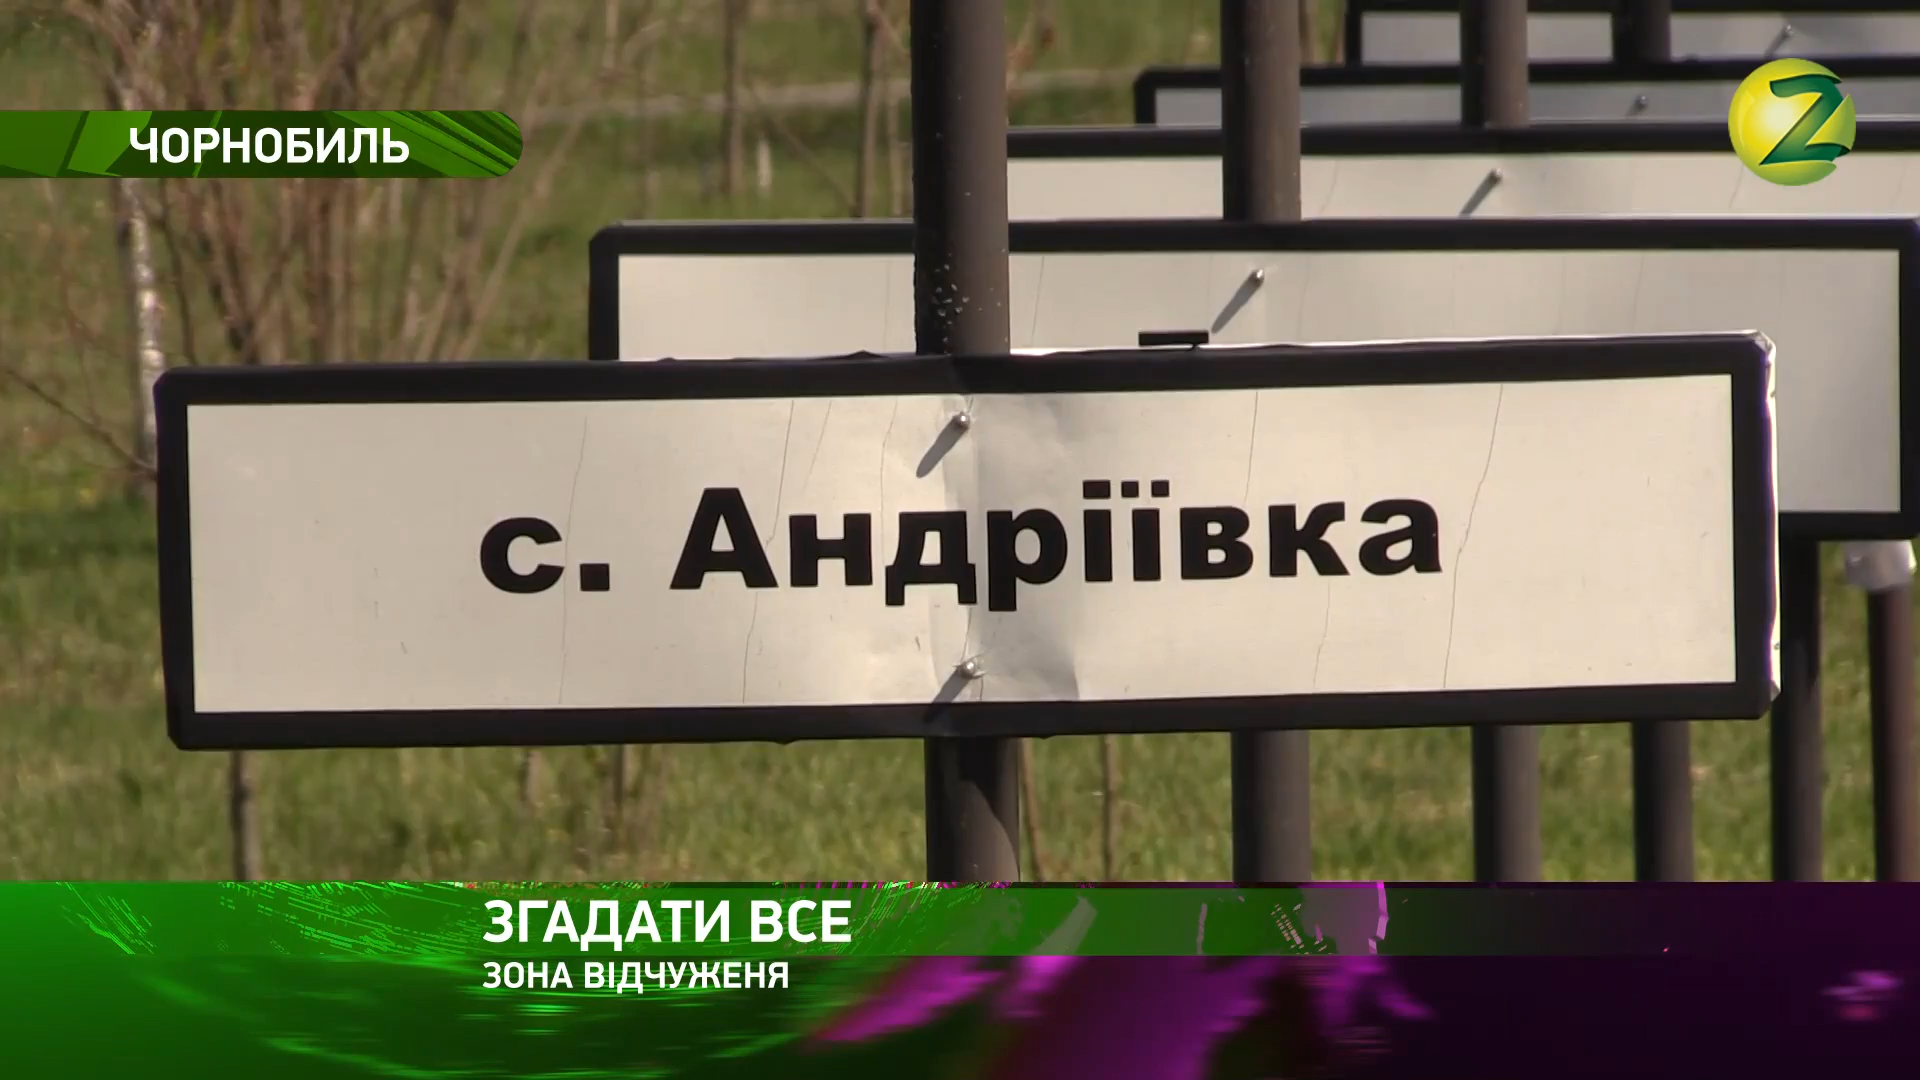 ЧОРНОБИЛЬ
Z
с. Андріївка
ЗГАДАТИ ВСЕ
ЗОНА ВІДЧУЖЕНЯ